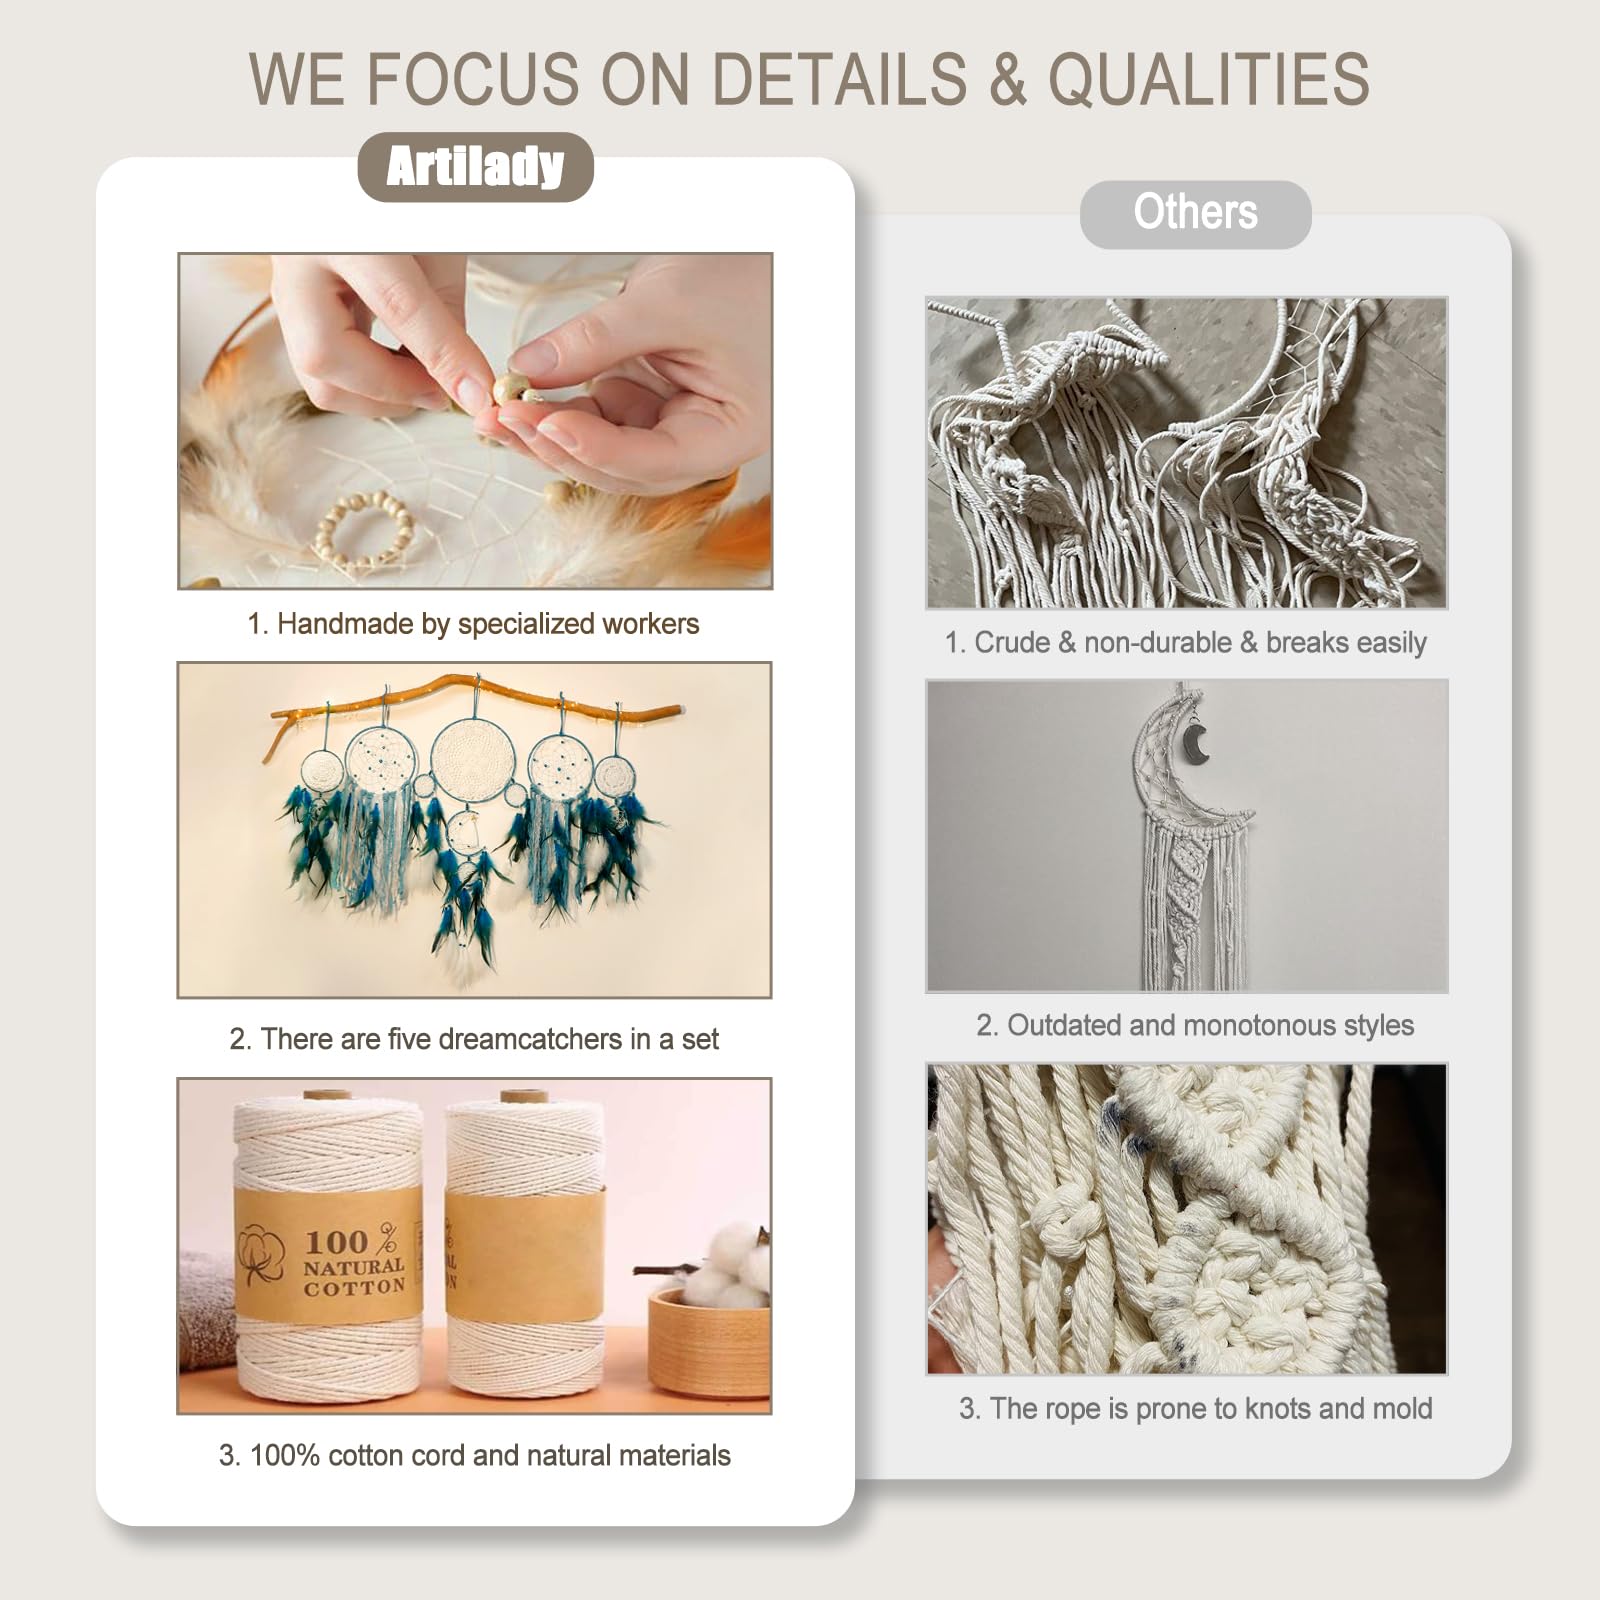 WE FOCUS ON DETAILS & QUALITIES
Artilady
1. Handmade by specialized workers
2. There are five dreamcatchers in a set
100%
NATURAL
COTTON
3. 100% cotton cord and natural materials
Others
1. Crude & non-durable & breaks easily
2. Outdated and monotonous styles
3. The rope is prone to knots and mold